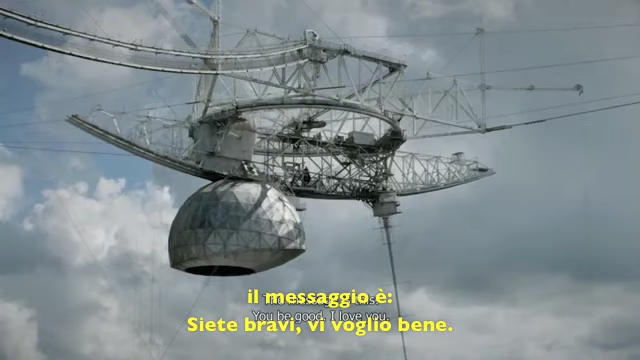 il messaggio è:
Siete bravi, vi voglio bene.
You be good. I love you.